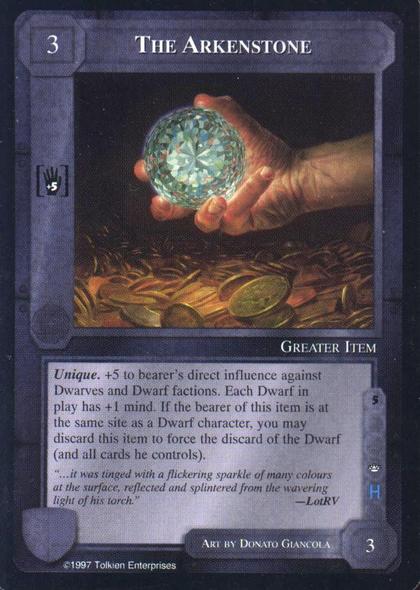 3
THE ARKENSTONE
+5
GREATER ITEM
Unique. +5 to bearer's direct influence against
Dwarves and Dwarf factions. Each Dwarf in
play has +1 mind. If the bearer of this item is at
the same site as a Dwarf character, you may
discard this item to force the discard of the Dwarf
(and all cards he controls).
5
"...it was tinged with a flickering sparkle of many colours
at the surface, reflected and splintered from the wavering
light of his torch." —LotRV
H
ART BY DONATO GIANCOLA
3
©1997 Tolkien Enterprises